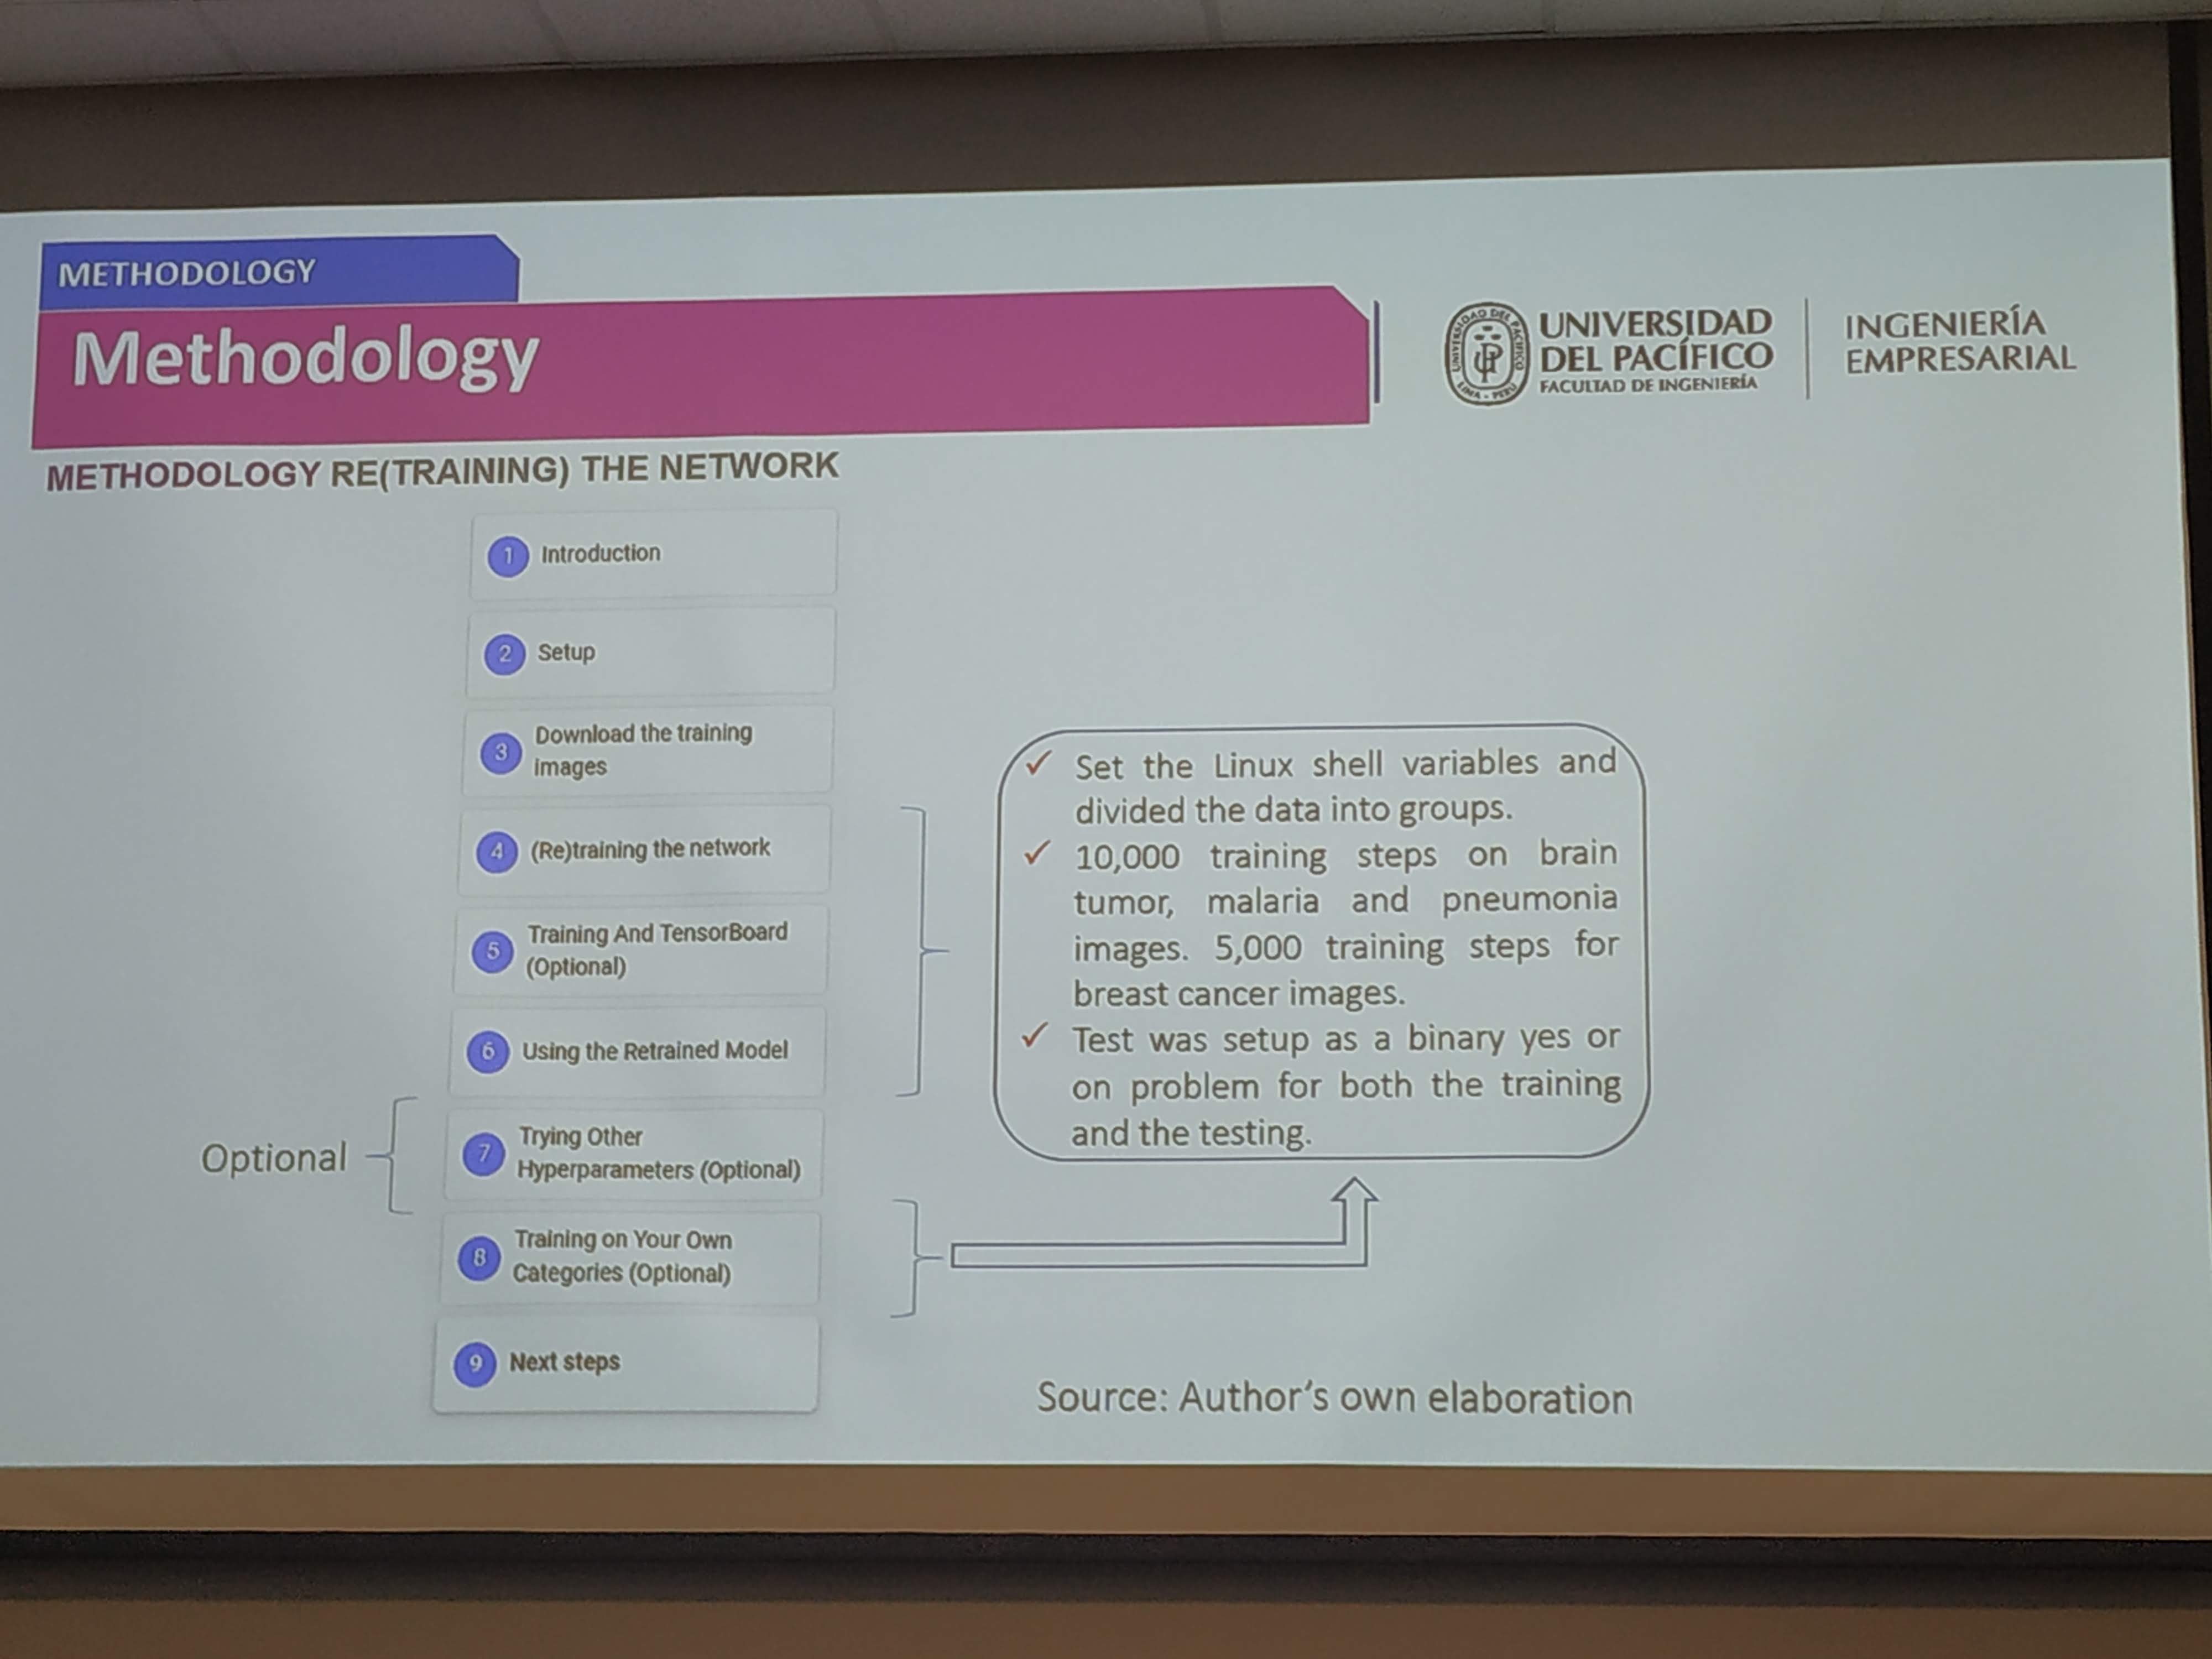 METHODOLOGY
Methodology
UNIVERSIDAD DEL PACÍFICO
LIMA - PERÚ
UNIVERSIDAD
DEL PACÍFICO
FACULTAD DE INGENIERÍA
INGENIERÍA
EMPRESARIAL
METHODOLOGY RE(TRAINING) THE NETWORK
1 Introduction
2 Setup
3 Download the training
images
4 (Re)training the network
5 Training And TensorBoard
(Optional)
6 Using the Retrained Model
Optional
7 Trying Other
Hyperparameters (Optional)
8 Training on Your Own
Categories (Optional)
9 Next steps
✓ Set the Linux shell variables and
divided the data into groups.
✓ 10,000 training steps on brain
tumor, malaria and pneumonia
images. 5,000 training steps for
breast cancer images.
✓ Test was setup as a binary yes or
on problem for both the training
and the testing.
Source: Author's own elaboration